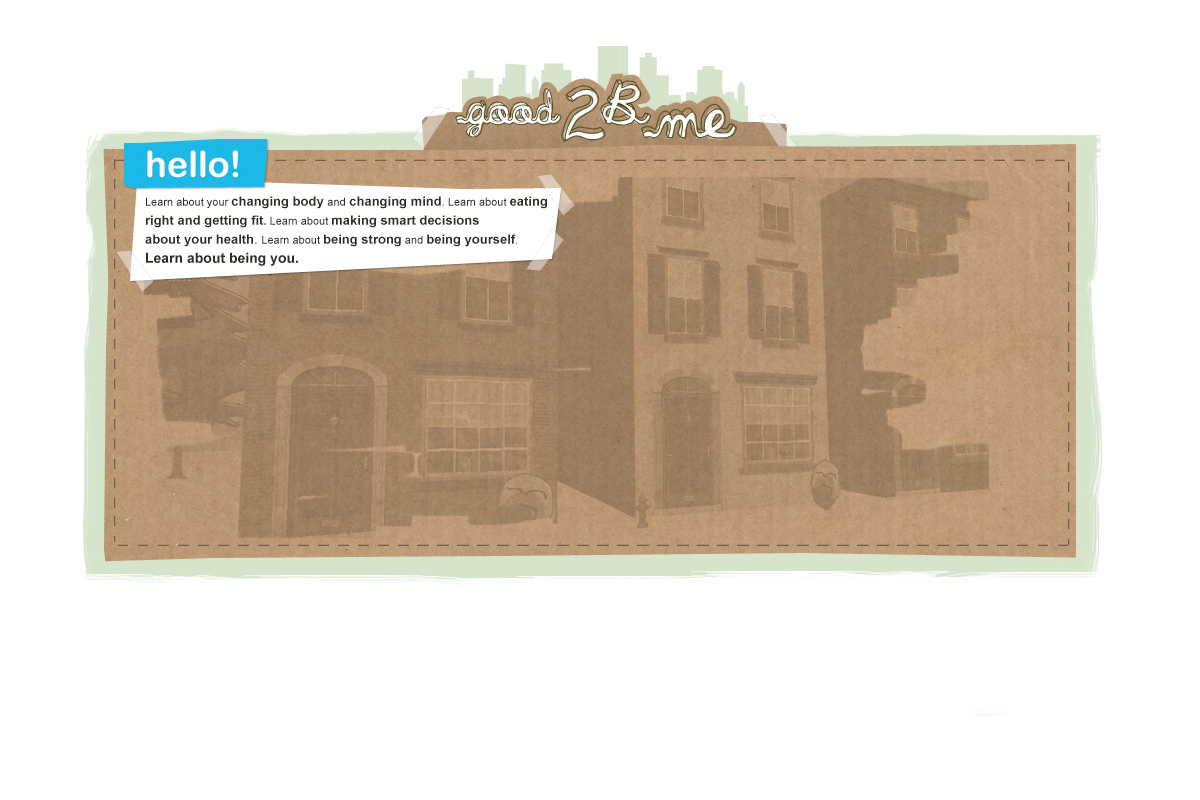 good 2B me
hello!
Learn about your changing body and changing mind. Learn about eating
right and getting fit. Learn about making smart decisions
about your health. Learn about being strong and being yourself.
Learn about being you.